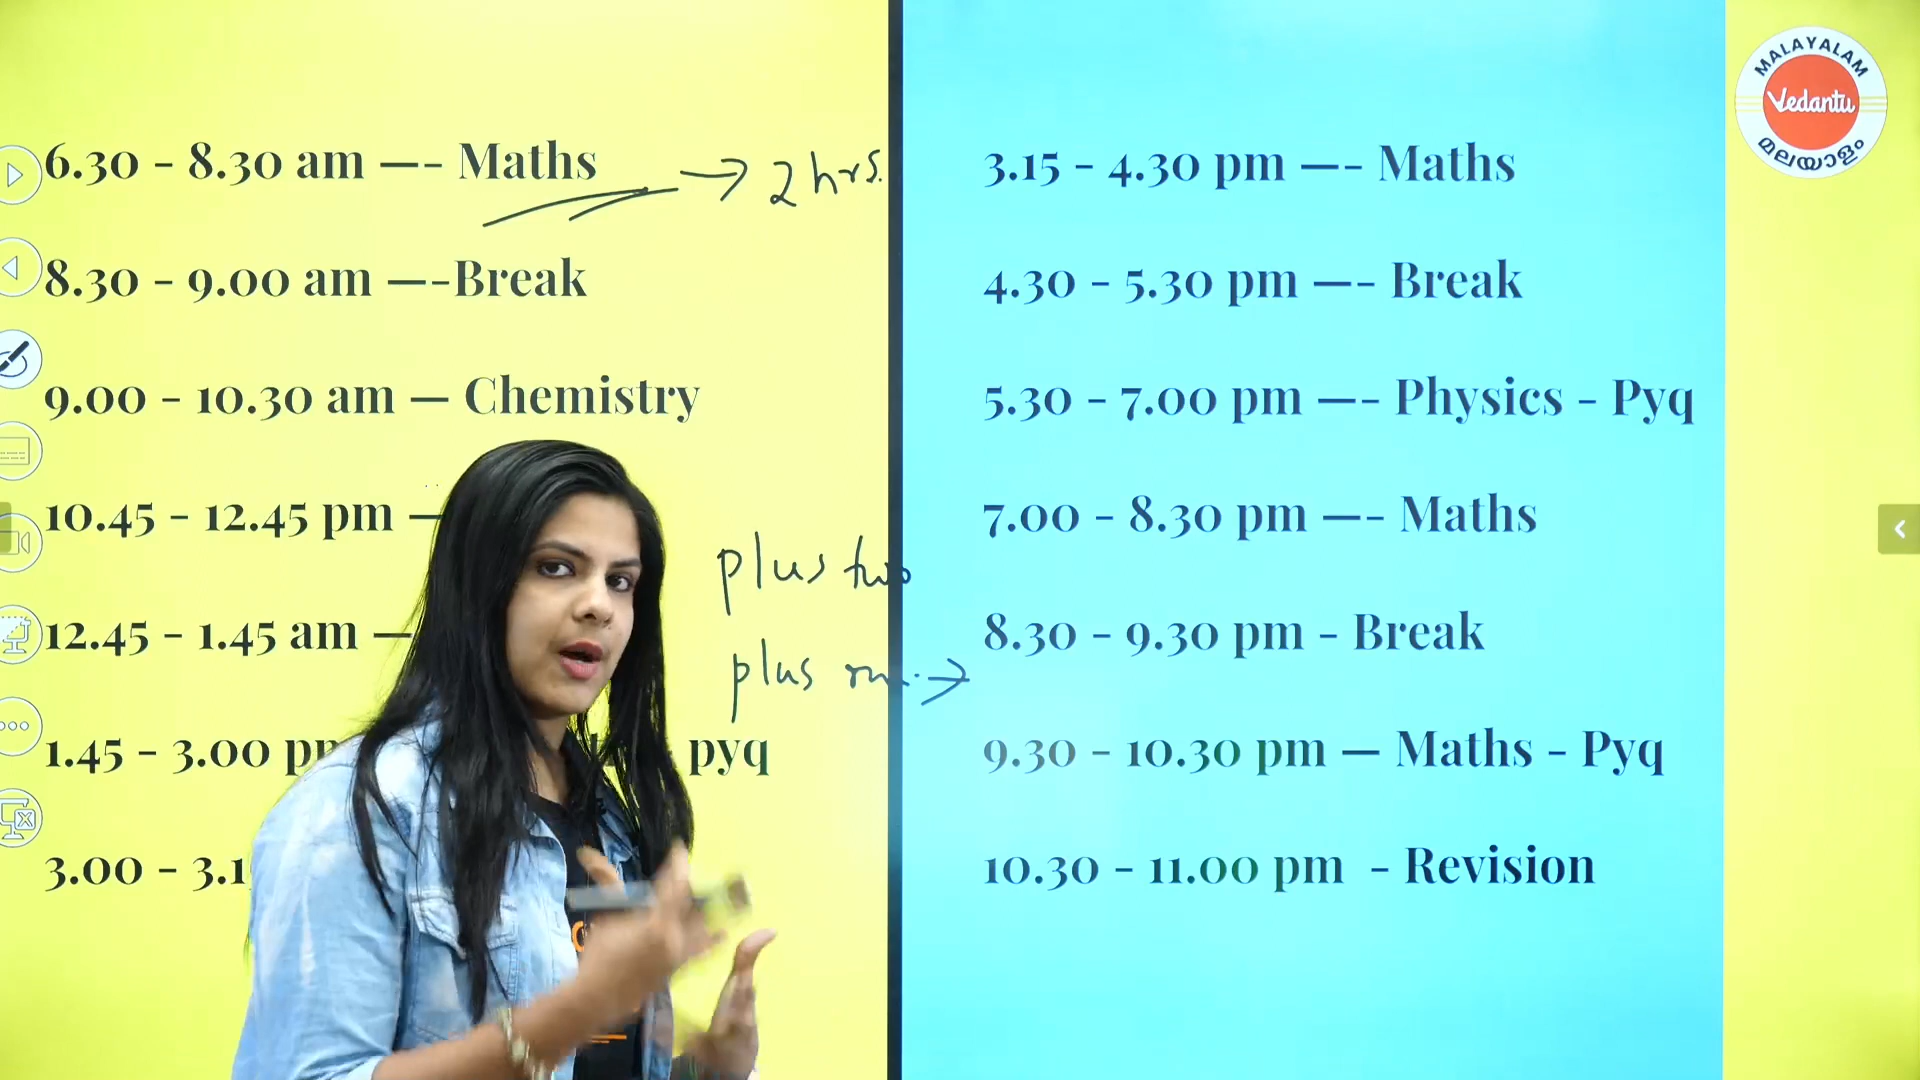 6.30 - 8.30 am —- Maths → 2 hrs.
8.30 - 9.00 am —-Break
9.00 - 10.30 am — Chemistry
10.45 - 12.45 pm —
12.45 - 1.45 am —
1.45 - 3.00 pyq
3.00 -
plus two
plus
3.15 - 4.30 pm —- Maths
4.30 - 5.30 pm —- Break
5.30 - 7.00 pm —- Physics - Pyq
7.00 - 8.30 pm —- Maths
8.30 - 9.30 pm - Break
9.30 - 10.30 pm — Maths - Pyq
10.30 - 11.00 pm - Revision
MALAYALAM
Vedantu
മലയാളം